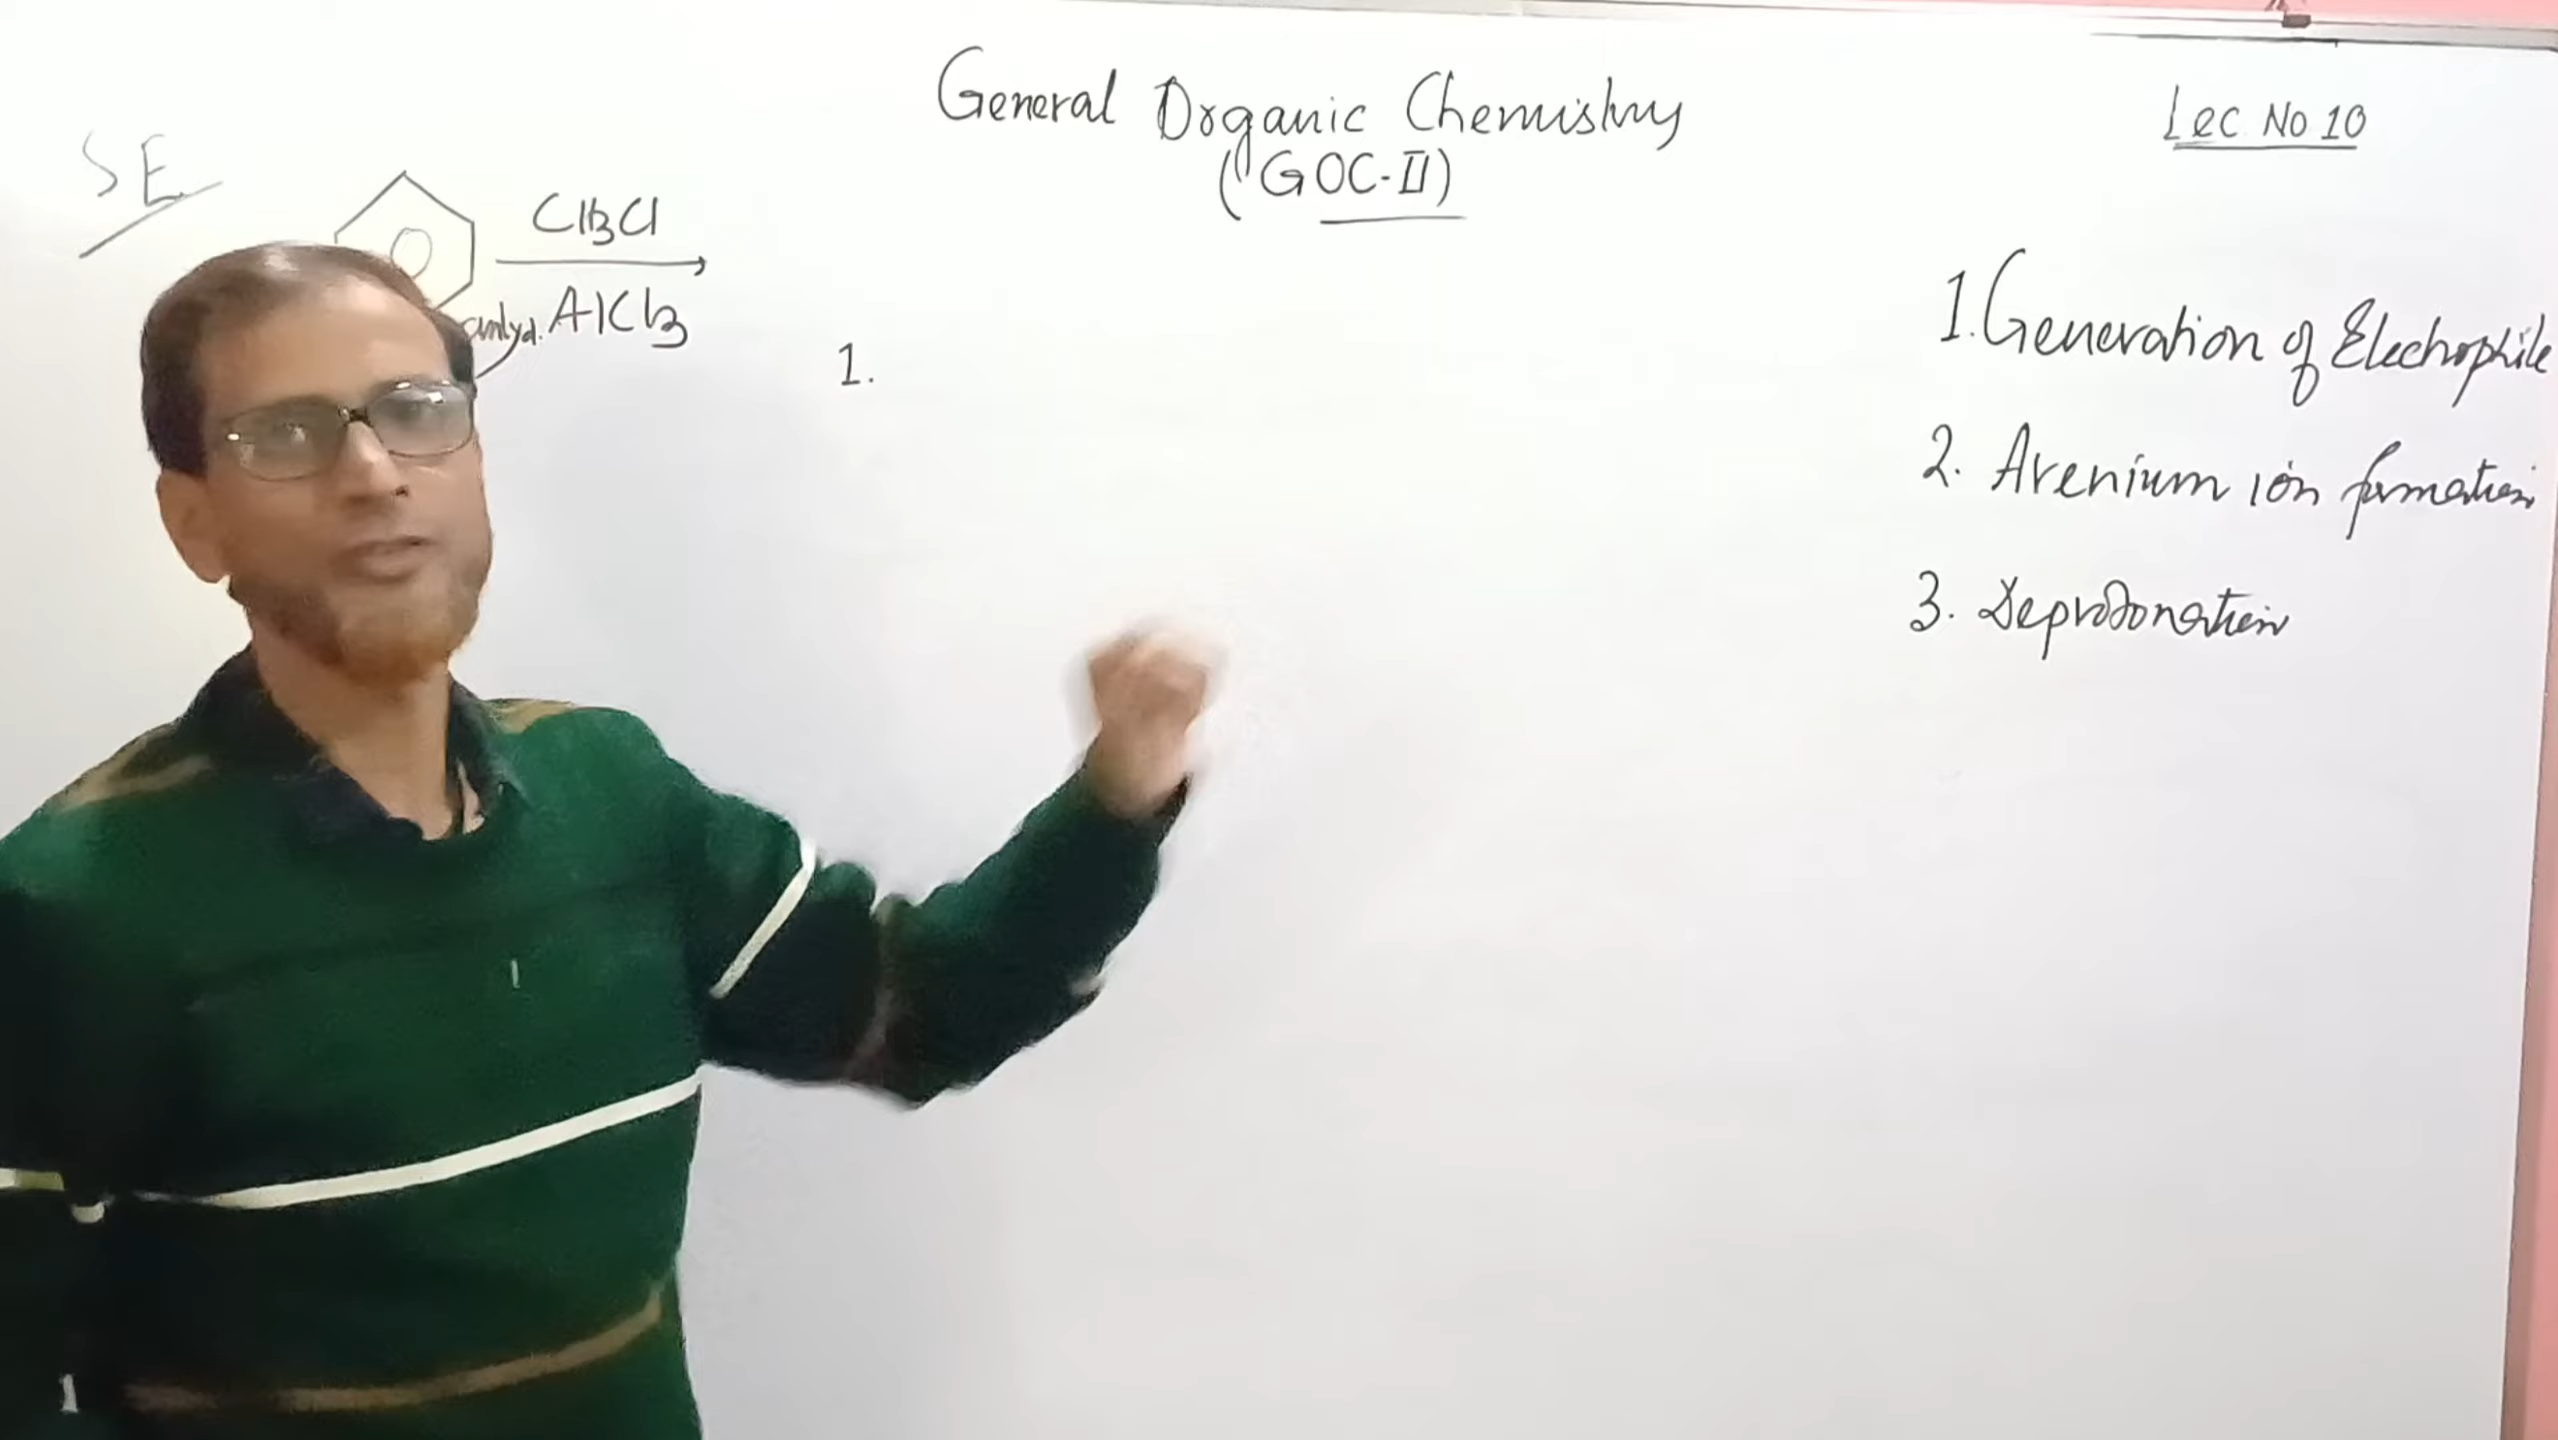 General Organic Chemistry
(GOC-II)
Lec No 10
SE
CH3Cl
anhyd. AlCl3
1.
1. Generation of Electrophile
2. Arenium ion formation
3. Deprotonation